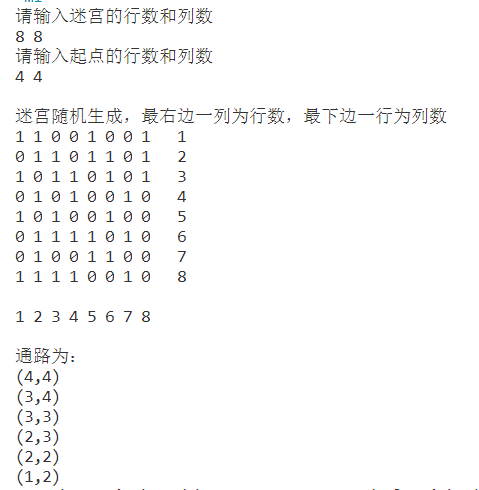 请输入迷宫的行数和列数
8 8
请输入起点的行数和列数
4 4
迷宫随机生成，最右边一列为行数，最下边一行为列数
1 1 0 0 1 0 0 1 1
0 1 1 0 1 1 0 1 2
1 0 1 1 0 1 0 1 3
0 1 0 1 0 0 1 0 4
1 0 1 0 0 1 0 0 5
0 1 1 1 1 0 1 0 6
0 1 0 0 1 1 0 0 7
1 1 1 1 0 0 1 0 8
1 2 3 4 5 6 7 8
通路为：
(4,4)
(3,4)
(3,3)
(2,3)
(2,2)
(1,2)